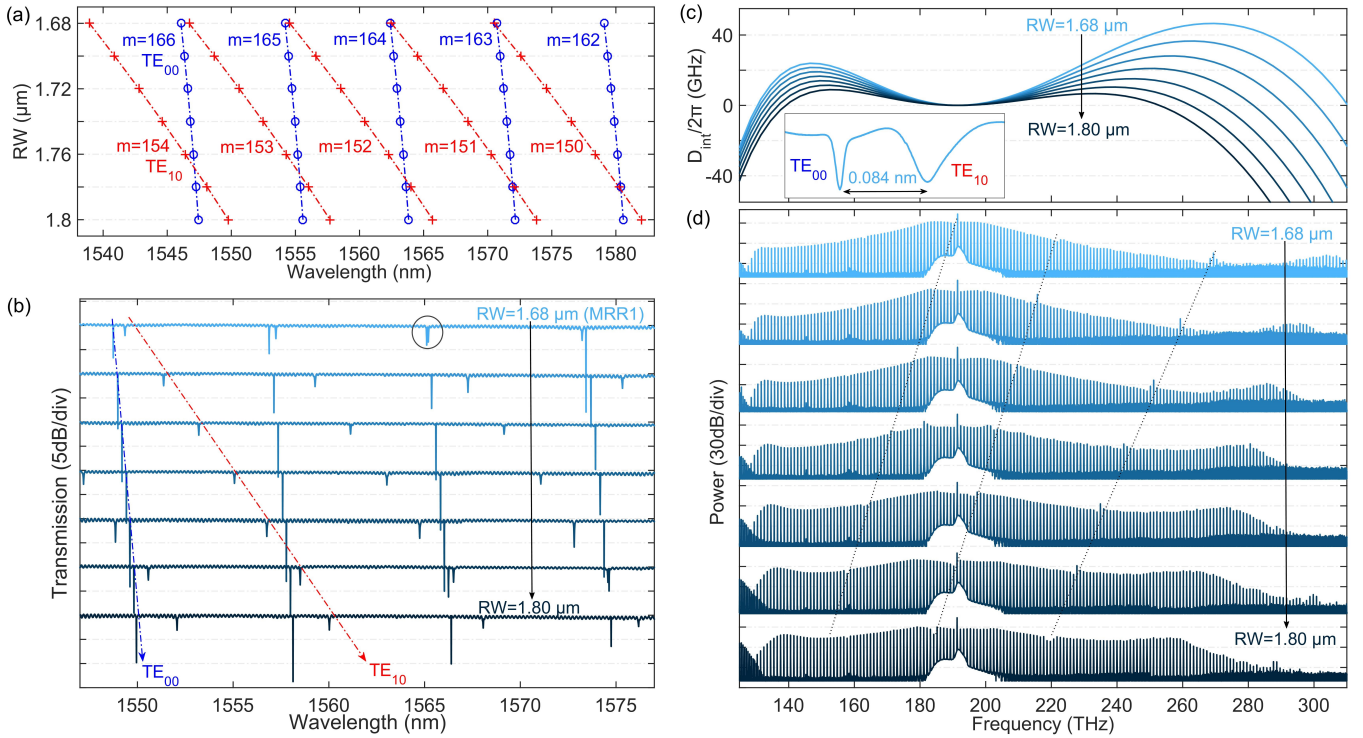 (a)
1.68
1.72
1.76
1.8
RW (μm)
m=166
m=165
m=164
m=163
m=162
TE00
m=154
m=153
m=152
m=151
m=150
TE10
1540
1545
1550
1555
1560
1565
1570
1575
1580
Wavelength (nm)
(b)
RW=1.68 μm (MRR1)
Transmission (5dB/div)
RW=1.80 μm
TE00
TE10
1550
1555
1560
1565
1570
1575
Wavelength (nm)
(c)
RW=1.68 μm
40
0
-40
Dint/2π (GHz)
RW=1.80 μm
TE00
0.084 nm
TE10
(d)
RW=1.68 μm
Power (30dB/div)
RW=1.80 μm
140
160
180
200
220
240
260
280
300
Frequency (THz)